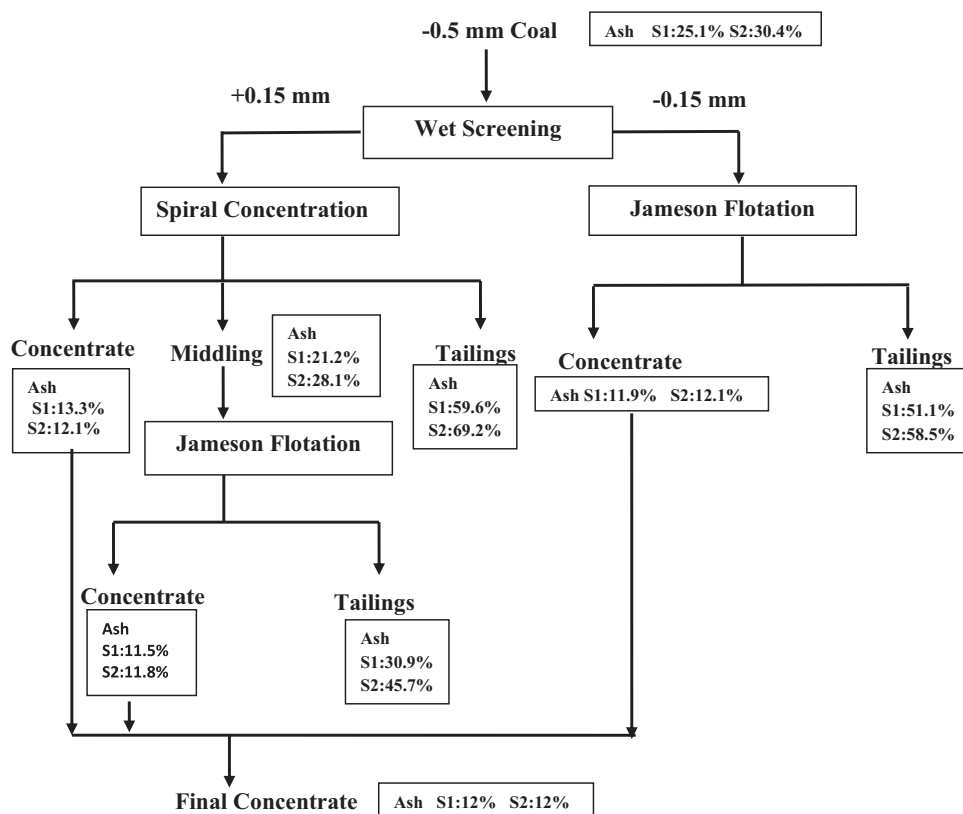 -0.5 mm Coal
Ash S1:25.1% S2:30.4%
+0.15 mm
-0.15 mm
Wet Screening
Spiral Concentration
Jameson Flotation
Concentrate
Ash
S1:13.3%
S2:12.1%
Middling
Ash
S1:21.2%
S2:28.1%
Tailings
Ash
S1:59.6%
S2:69.2%
Concentrate
Ash S1:11.9% S2:12.1%
Tailings
Ash
S1:51.1%
S2:58.5%
Jameson Flotation
Concentrate
Ash
S1:11.5%
S2:11.8%
Tailings
Ash
S1:30.9%
S2:45.7%
Final Concentrate
Ash S1:12% S2:12%